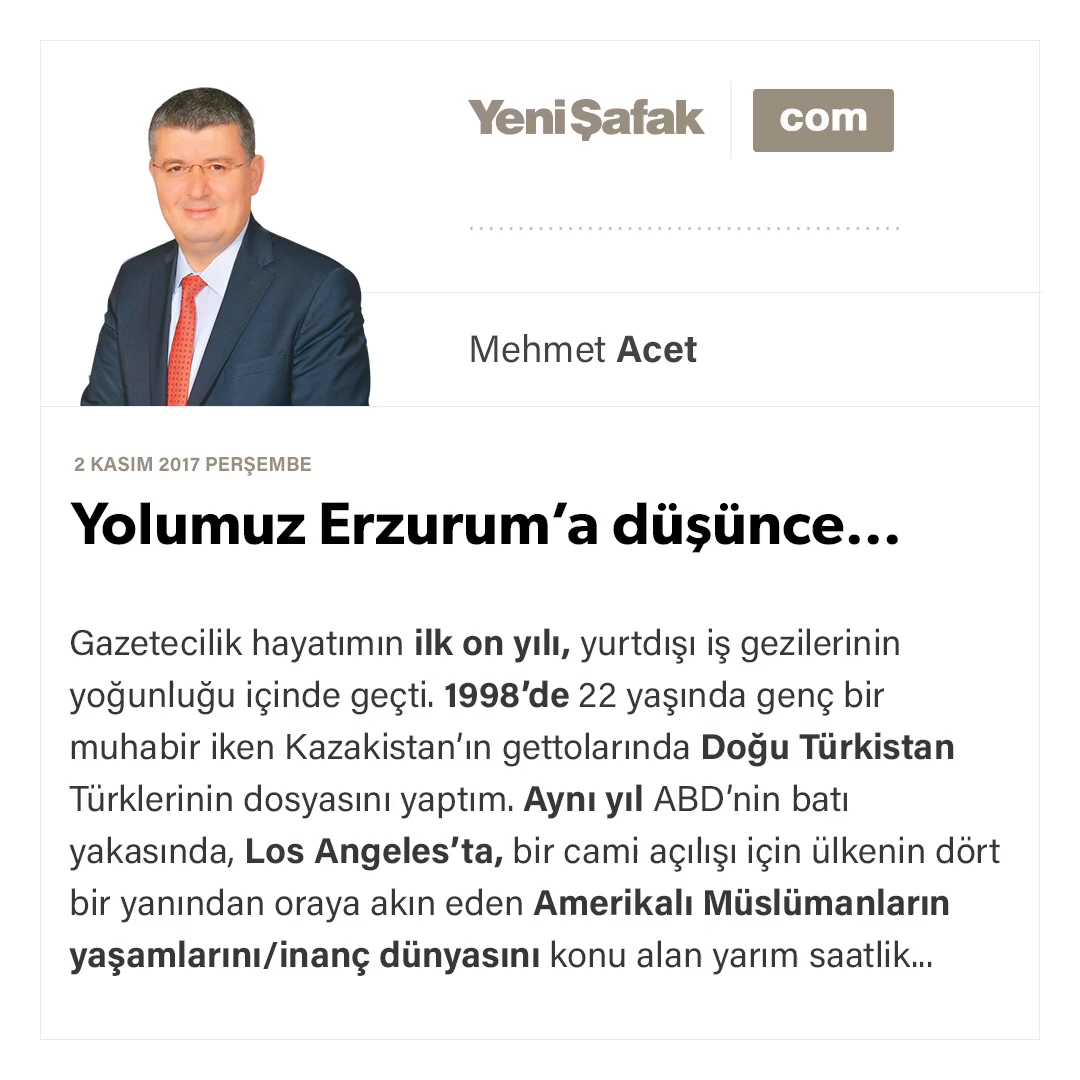 YeniŞafak com
Mehmet Acet
2 KASIM 2017 PERŞEMBE
Yolumuz Erzurum’a düşünce...
Gazetecilik hayatımın ilk on yılı, yurtdışı iş gezilerinin
yoğunluğu içinde geçti. 1998’de 22 yaşında genç bir
muhabir iken Kazakistan’ın gettolarında Doğu Türkistan
Türklerinin dosyasını yaptım. Aynı yıl ABD’nin batı
yakasında, Los Angeles’ta, bir cami açılışı için ülkenin dört
bir yanından oraya akın eden Amerikalı Müslümanların
yaşamlarını/inanç dünyasını konu alan yarım saatlik...